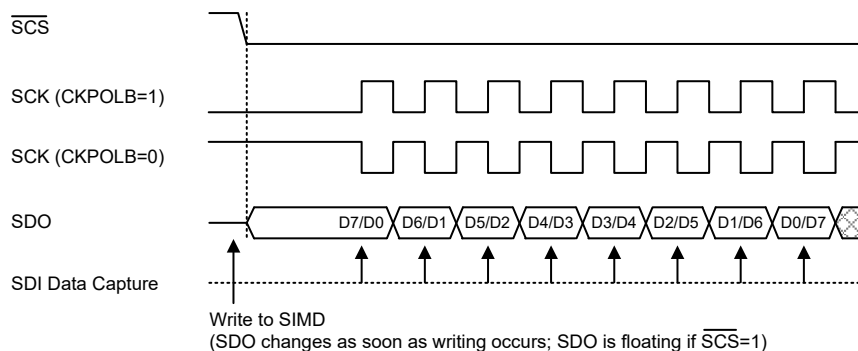 SCS
SCK (CKPOLB=1)
SCK (CKPOLB=0)
SDO
D7/D0 D6/D1 D5/D2 D4/D3 D3/D4 D2/D5 D1/D6 D0/D7
SDI Data Capture
Write to SIMD
(SDO changes as soon as writing occurs; SDO is floating if SCS=1)